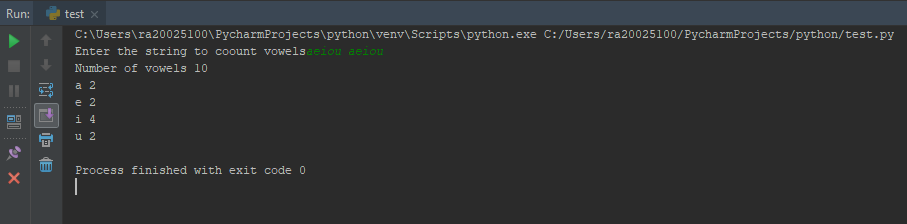 Run: test
C:\Users\ra20025100\PycharmProjects\python\venv\Scripts\python.exe C:/Users/ra20025100/PycharmProjects/python/test.py
Enter the string to coount vowelsaeiou aeiou
Number of vowels 10
a 2
e 2
i 4
u 2
Process finished with exit code 0